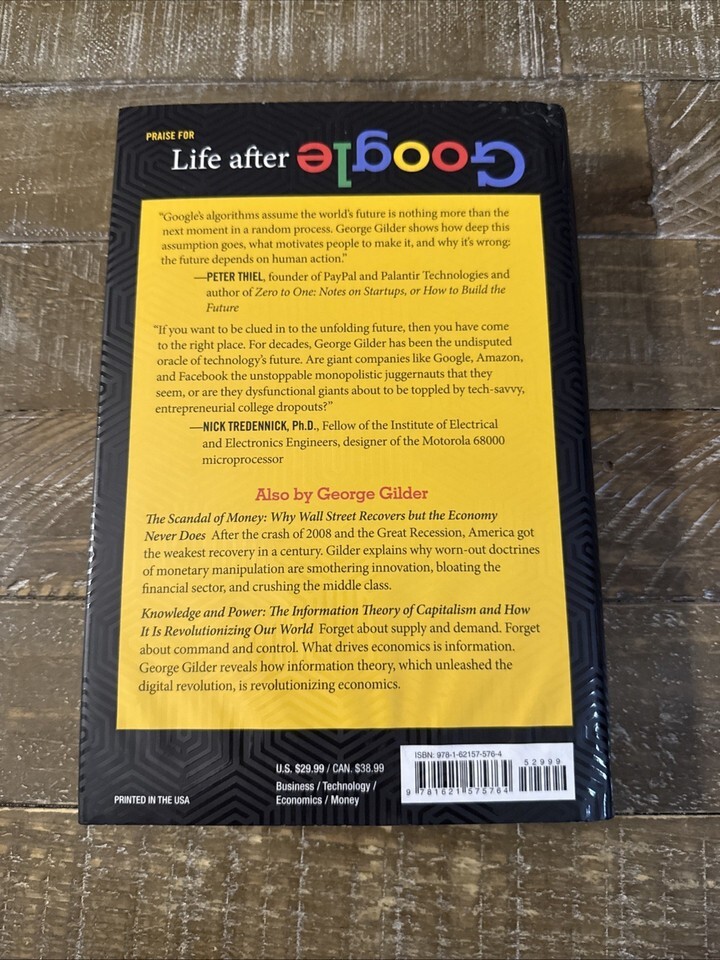 PRAISE FOR
Life after Google
"Google's algorithms assume the world's future is nothing more than the
next moment in a random process. George Gilder shows how deep this
assumption goes, what motivates people to make it, and why it's wrong:
the future depends on human action."
—PETER THIEL, founder of PayPal and Palantir Technologies and
author of Zero to One: Notes on Startups, or How to Build the
Future
"If you want to be clued in to the unfolding future, then you have come
to the right place. For decades, George Gilder has been the undisputed
oracle of technology's future. Are giant companies like Google, Amazon,
and Facebook the unstoppable monopolistic juggernauts that they
seem, or are they dysfunctional giants about to be toppled by tech-savvy,
entrepreneurial college dropouts?"
—NICK TREDENNICK, Ph.D., Fellow of the Institute of Electrical
and Electronics Engineers, designer of the Motorola 68000
microprocessor
Also by George Gilder
The Scandal of Money: Why Wall Street Recovers but the Economy
Never Does After the crash of 2008 and the Great Recession, America got
the weakest recovery in a century. Gilder explains why worn-out doctrines
of monetary manipulation are smothering innovation, bloating the
financial sector, and crushing the middle class.
Knowledge and Power: The Information Theory of Capitalism and How
It Is Revolutionizing Our World Forget about supply and demand. Forget
about command and control. What drives economics is information.
George Gilder reveals how information theory, which unleashed the
digital revolution, is revolutionizing economics.
U.S. $29.99 / CAN. $38.99
Business / Technology /
Economics / Money
PRINTED IN THE USA
ISBN: 978-1-62157-576-4
52999
9 781621 575764